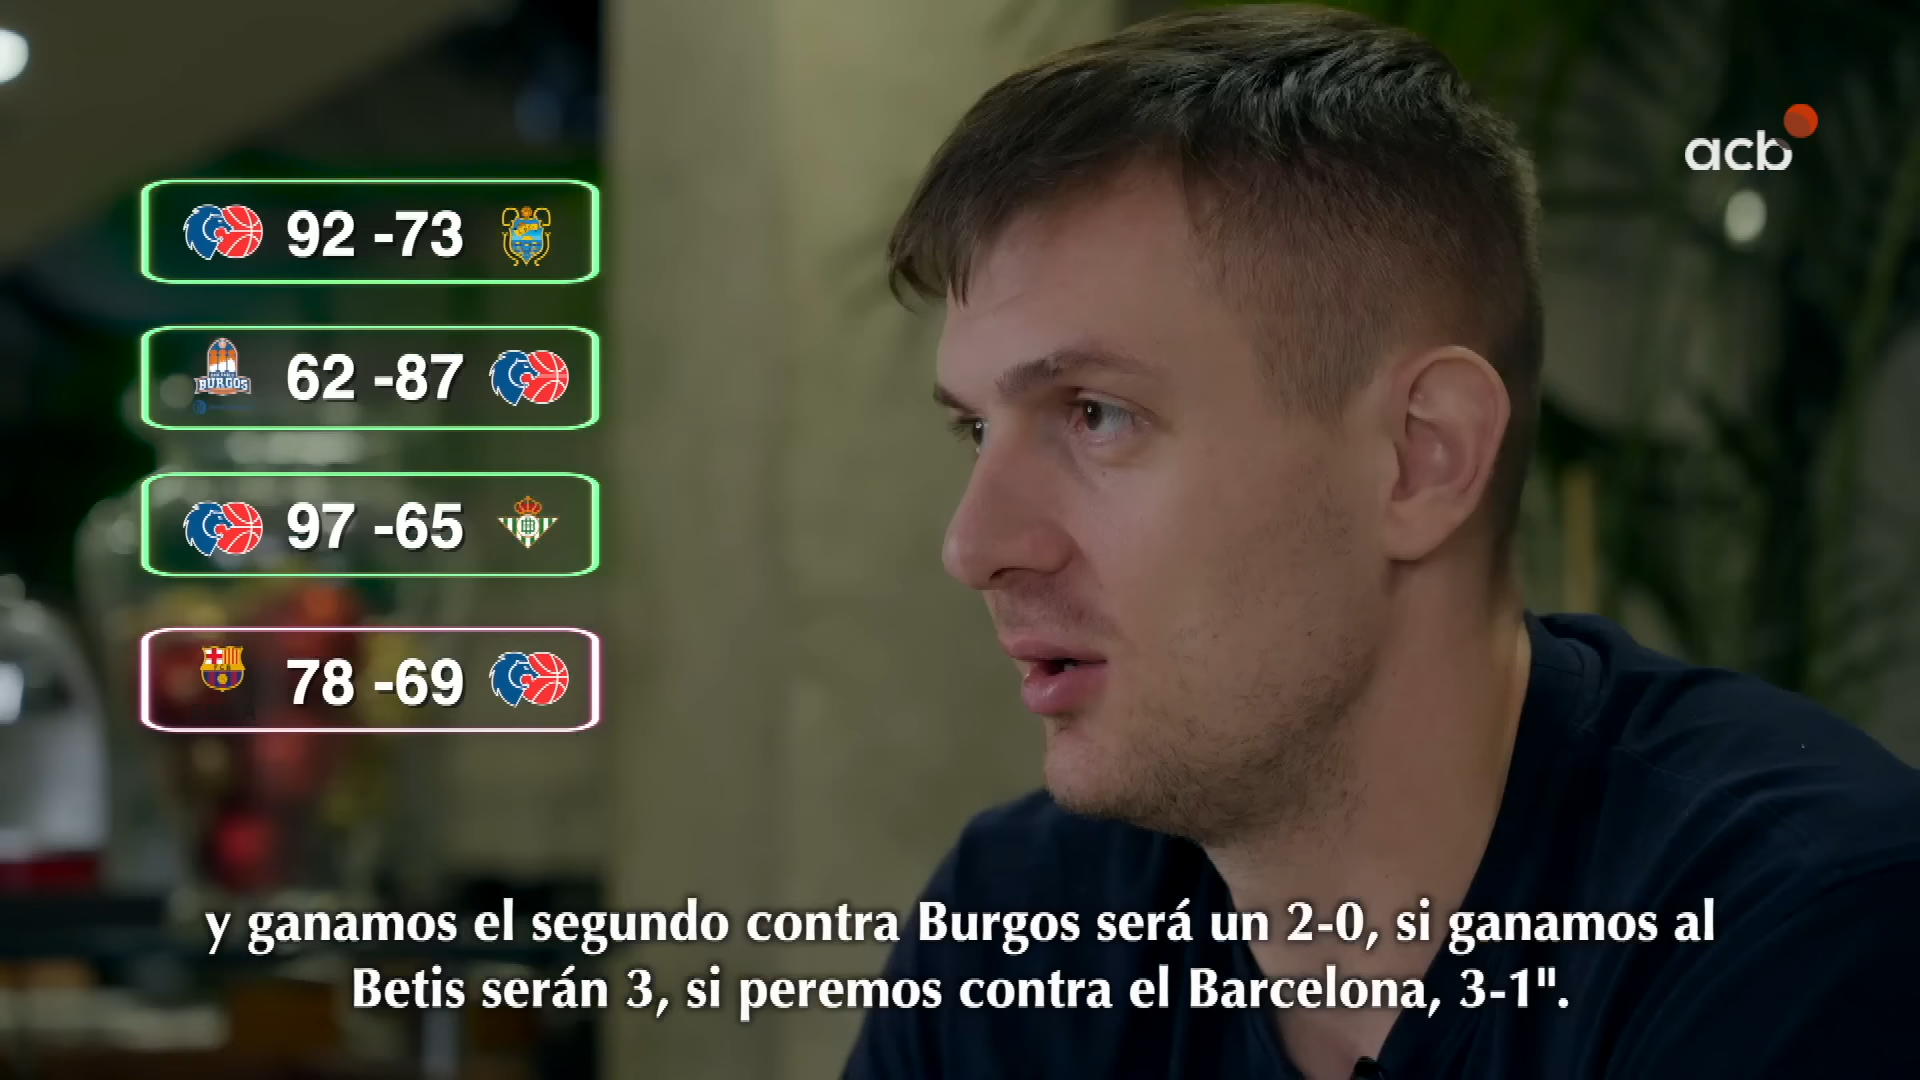 acb
92 -73
BURGOS
62 -87
97 -65
78 -69
y ganamos el segundo contra Burgos será un 2-0, si ganamos al
Betis serán 3, si peremos contra el Barcelona, 3-1".